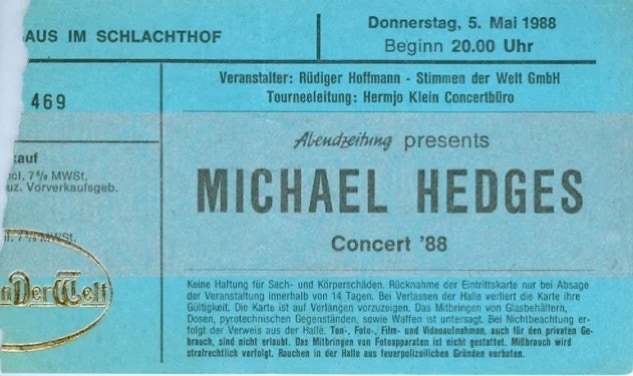 AUS IM SCHLACHTHOF
Donnerstag, 5. Mai 1988
Beginn 20.00 Uhr
469
Veranstalter: Rüdiger Hoffmann - Stimmen der Welt GmbH
Tourneeleitung: Hermjo Klein Concertbüro
Abendzeitung presents
MICHAEL HEDGES
Concert '88
kauf
ncl. 7% MWSt.
uz. Vorverkaufsgeb.
il. 7% MWSt.
nDerWelt
Keine Haftung für Sach- und Körperschäden. Rücknahme der Eintrittskarte nur bei Absage
der Veranstaltung innerhalb von 14 Tagen. Bei Verlassen der Halle verliert die Karte ihre
Gültigkeit. Die Karte ist auf Verlangen vorzuzeigen. Das Mitbringen von Glasbehältern,
Dosen, pyrotechnischen Gegenständen, sowie Waffen ist untersagt. Bei Nichtbeachtung er-
folgt der Verweis aus der Halle. Ton-, Foto-, Film- und Videoaufnahmen, auch für den privaten Ge-
brauch, sind nicht erlaubt. Das Mitbringen von Fotoapparaten ist nicht gestattet. Mißbrauch wird
strafrechtlich verfolgt. Rauchen in der Halle aus feuerpolizeilichen Gründen verboten.